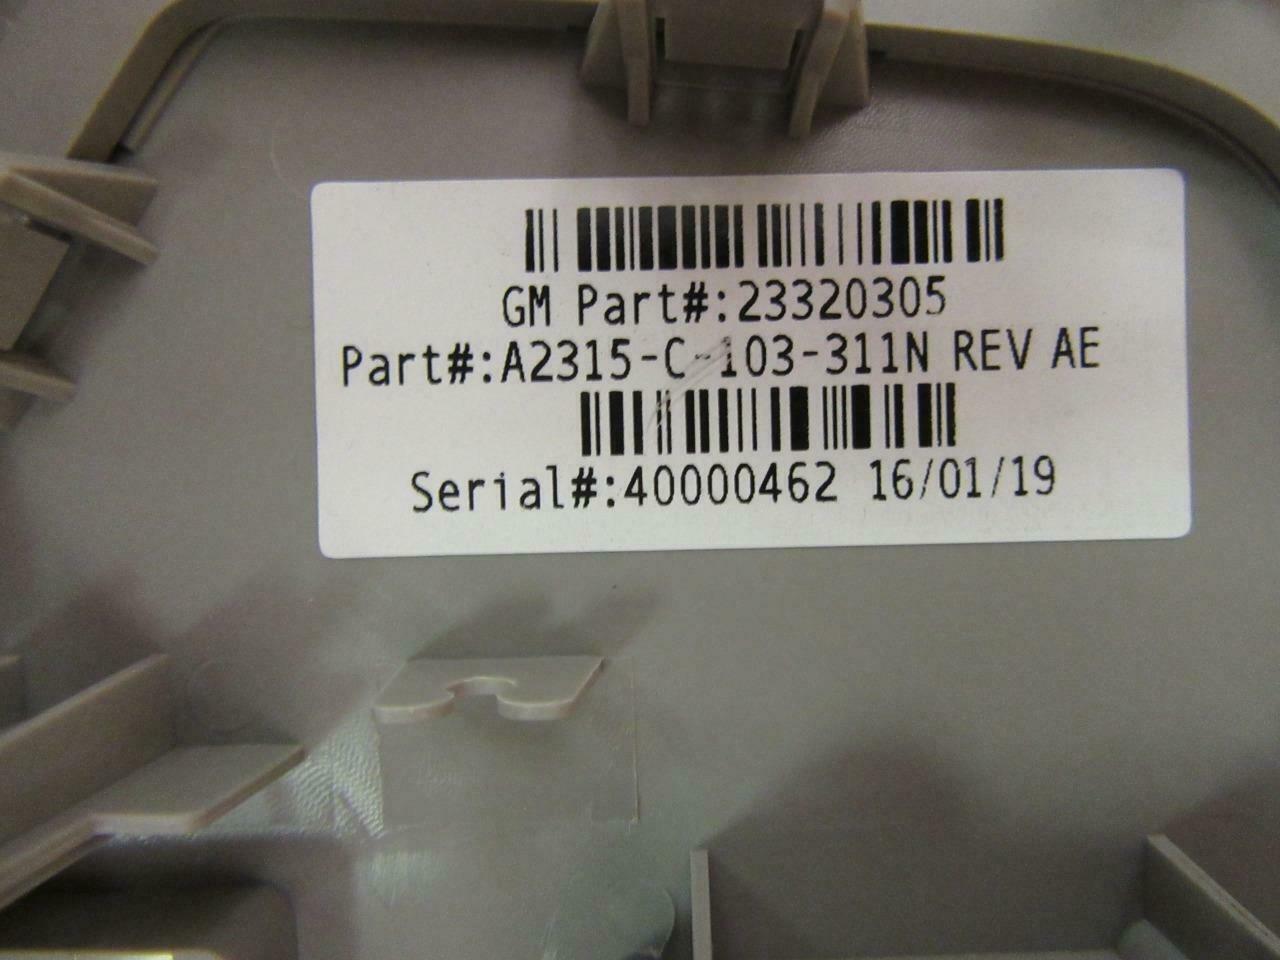 GM Part#:23320305
Part#:A2315-C-103-311N REV AE
Serial#:40000462 16/01/19